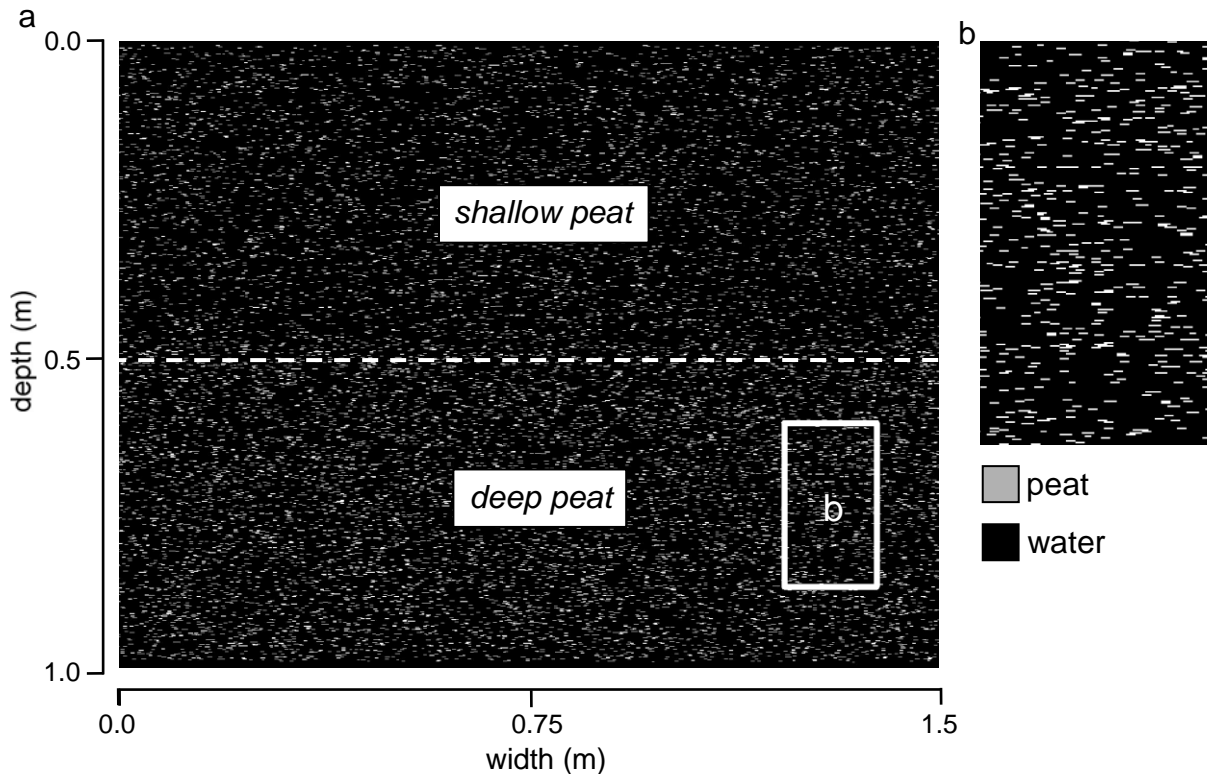 a
b
0.0
shallow peat
depth (m)
0.5
deep peat
b
peat
water
1.0
0.0
0.75
1.5
width (m)